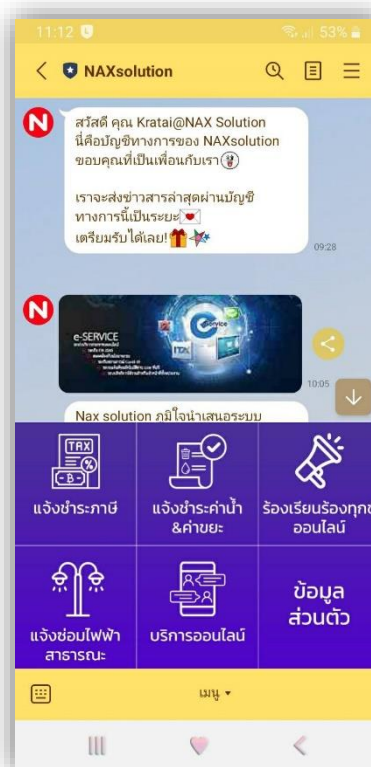 11:12
53%
NAXsolution
N
สวัสดี คุณ Kratai@NAX Solution
นี่คือบัญชีทางการของ NAXsolution
ขอบคุณที่เป็นเพื่อนกับเรา
เราจะส่งข่าวสารล่าสุดผ่านบัญชี
ทางการนี้เป็นระยะ
เตรียมรับได้เลย!
09:28
N
e-SERVICE
e-Service
ITA
10:05
Nax solution ภูมิใจนำเสนอระบบ
TAX
แจ้งชำระภาษี
แจ้งชำระค่าน้ำ
&ค่าขยะ
ร้องเรียนร้องทุกข
ออนไลน์
แจ้งซ่อมไฟฟ้า
สาธารณะ
บริการออนไลน์
ข้อมูล
ส่วนตัว
เมนู